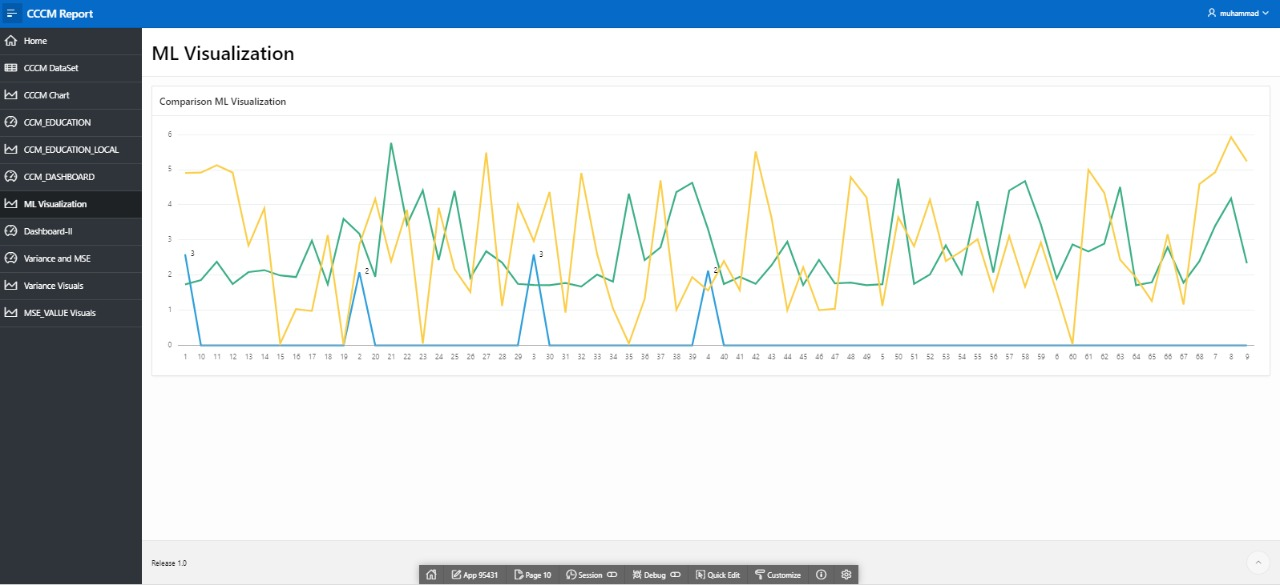 CCCM Report
muhammad
Home
CCCM DataSet
CCCM Chart
CCM_EDUCATION
CCM_EDUCATION_LOCAL
CCM_DASHBOARD
ML Visualization
Dashboard-II
Variance and MSE
Variance Visuals
MSE_VALUE Visuals
ML Visualization
Comparison ML Visualization
6
5
4
3
2
1
0
3
2
3
2
1 10 11 12 13 14 15 16 17 18 19 2 20 21 22 23 24 25 26 27 28 29 3 30 31 32 33 34 35 36 37 38 39 4 40 41 42 43 44 45 46 47 48 49 5 50 51 52 53 54 55 56 57 58 59 6 60 61 62 63 64 65 66 67 68 7 8 9
Release 1.0
App 95431 Page 10 Session Debug Quick Edit Customize